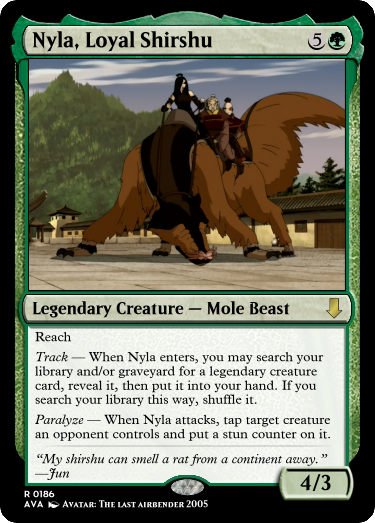 Nyla, Loyal Shirshu 5
Legendary Creature — Mole Beast
Reach
Track — When Nyla enters, you may search your
library and/or graveyard for a legendary creature
card, reveal it, then put it into your hand. If you
search your library this way, shuffle it.
Paralyze — When Nyla attacks, tap target creature
an opponent controls and put a stun counter on it.
“My shirshu can smell a rat from a continent away.”
—Jun
4/3
R 0186
AVA Avatar: The last airbender 2005